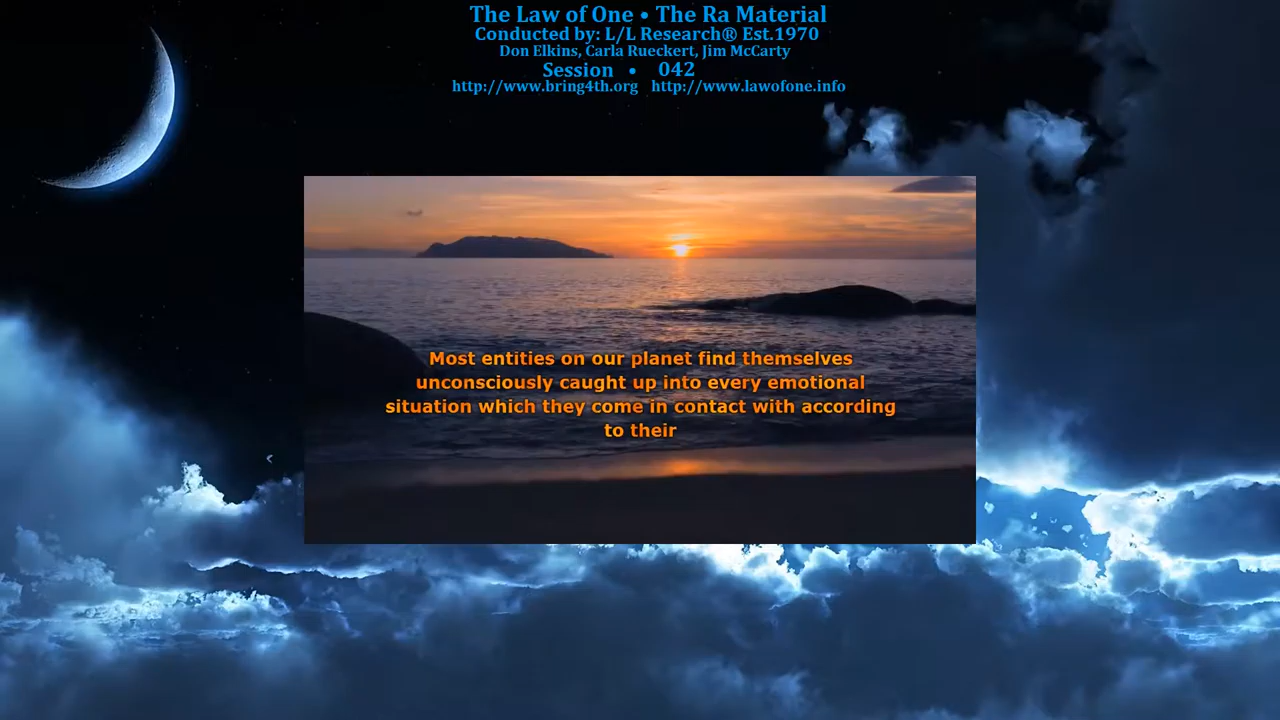 The Law of One • The Ra Material
Conducted by: L/L Research® Est.1970
Don Elkins, Carla Rueckert, Jim McCarty
Session • 042
http://www.bring4th.org http://www.lawofone.info
Most entities on our planet find themselves
unconsciously caught up into every emotional
situation which they come in contact with according
to their